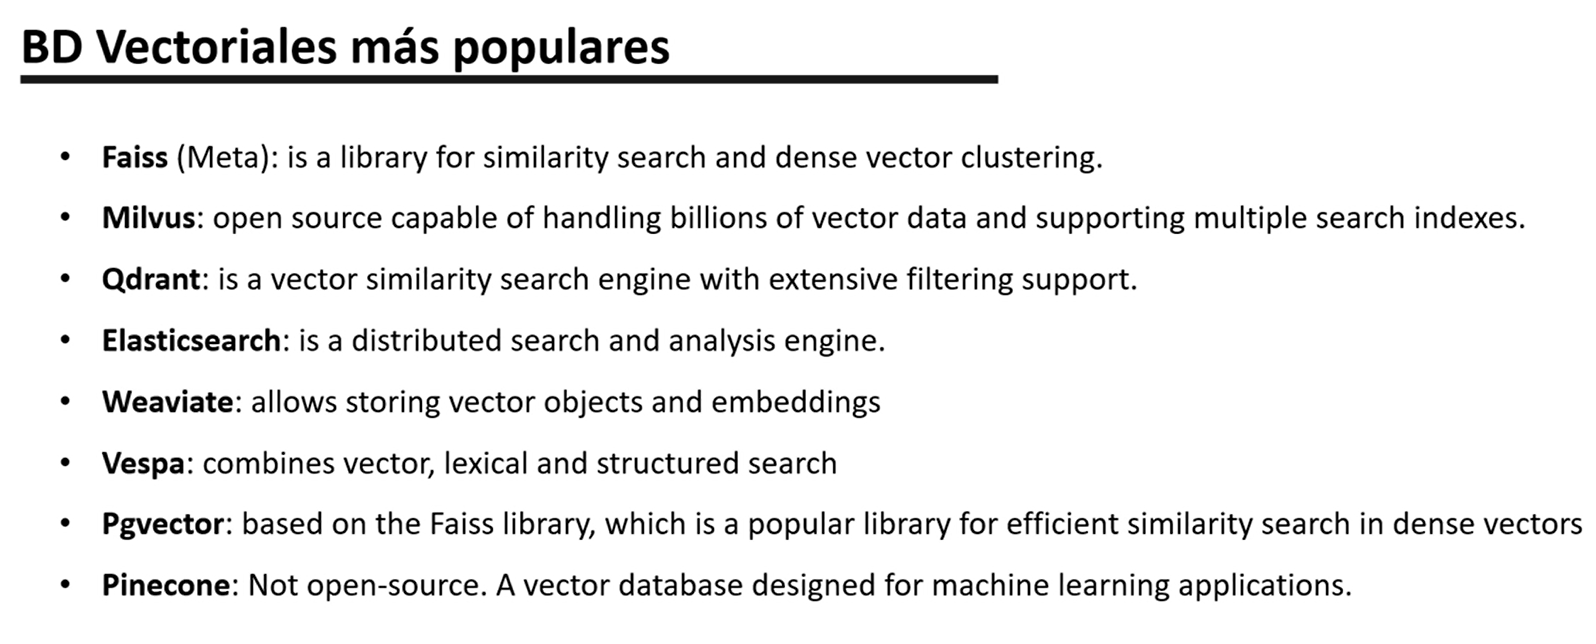 BD Vectoriales más populares
• Faiss (Meta): is a library for similarity search and dense vector clustering.
• Milvus: open source capable of handling billions of vector data and supporting multiple search indexes.
• Qdrant: is a vector similarity search engine with extensive filtering support.
• Elasticsearch: is a distributed search and analysis engine.
• Weaviate: allows storing vector objects and embeddings
• Vespa: combines vector, lexical and structured search
• Pgvector: based on the Faiss library, which is a popular library for efficient similarity search in dense vectors
• Pinecone: Not open-source. A vector database designed for machine learning applications.